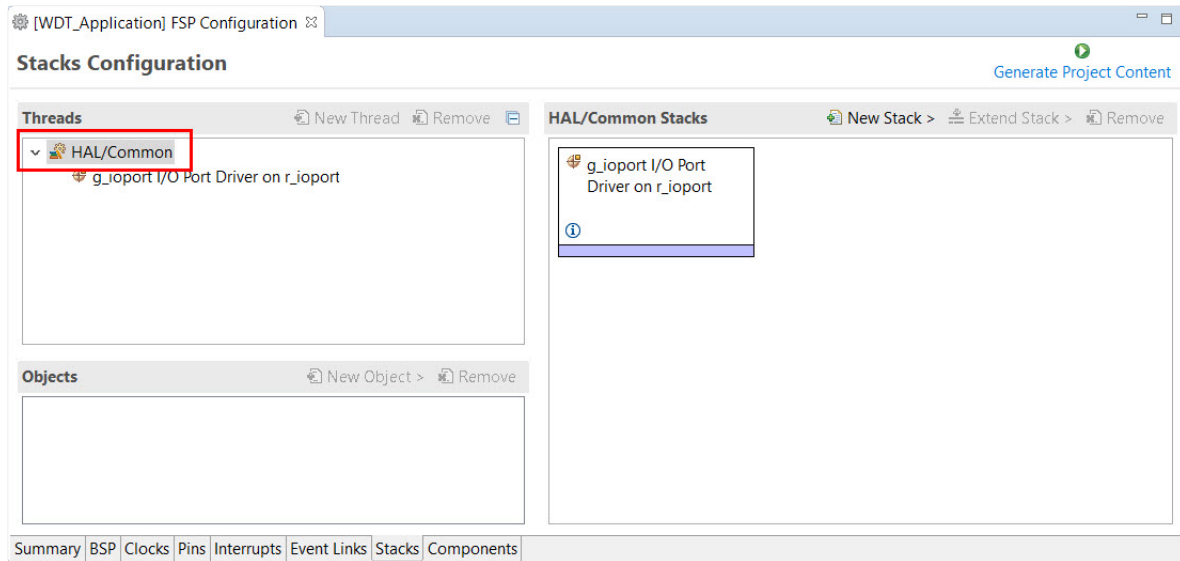 [WDT_Application] FSP Configuration
Stacks Configuration
Generate Project Content
Threads
New Thread
Remove
HAL/Common
g_ioport I/O Port Driver on r_ioport
HAL/Common Stacks
New Stack >
Extend Stack >
Remove
g_ioport I/O Port
Driver on r_ioport
Objects
New Object >
Remove
Summary BSP Clocks Pins Interrupts Event Links Stacks Components